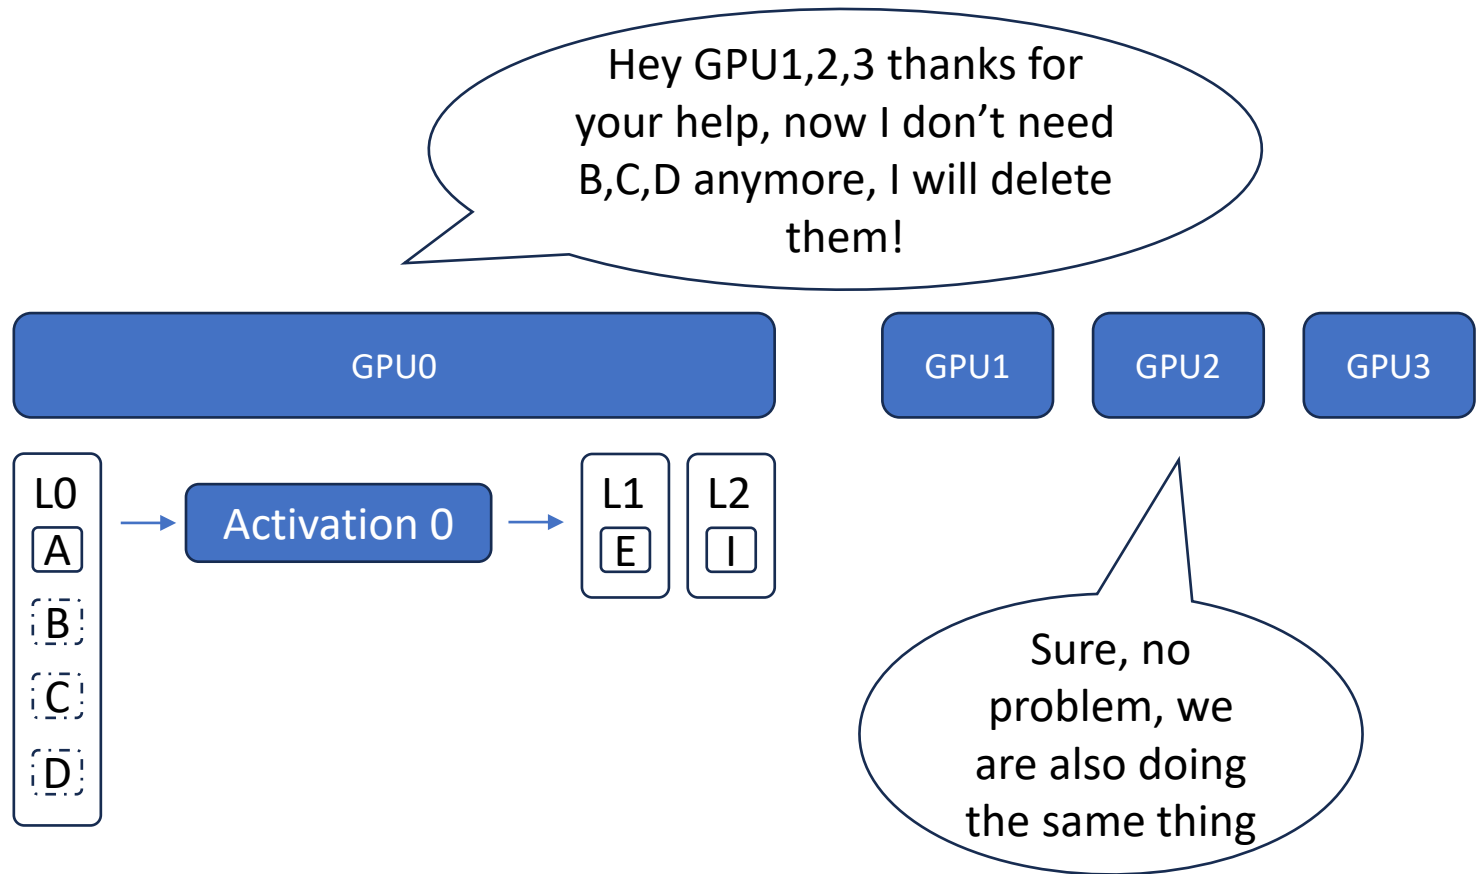 Hey GPU1,2,3 thanks for
your help, now I don’t need
B,C,D anymore, I will delete
them!
GPU0
GPU1
GPU2
GPU3
L0
A
B
C
D
Activation 0
L1
E
L2
I
Sure, no
problem, we
are also doing
the same thing